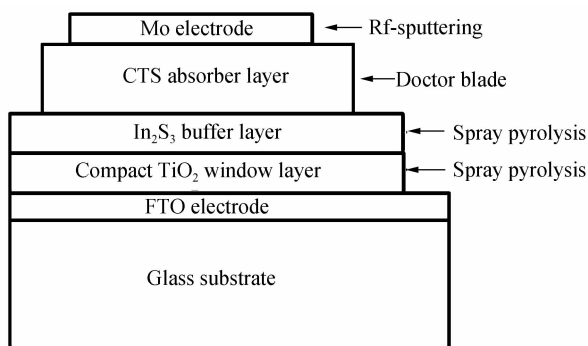 Mo electrode
Rf-sputtering
CTS absorber layer
Doctor blade
In₂S₃ buffer layer
Spray pyrolysis
Compact TiO₂ window layer
Spray pyrolysis
FTO electrode
Glass substrate